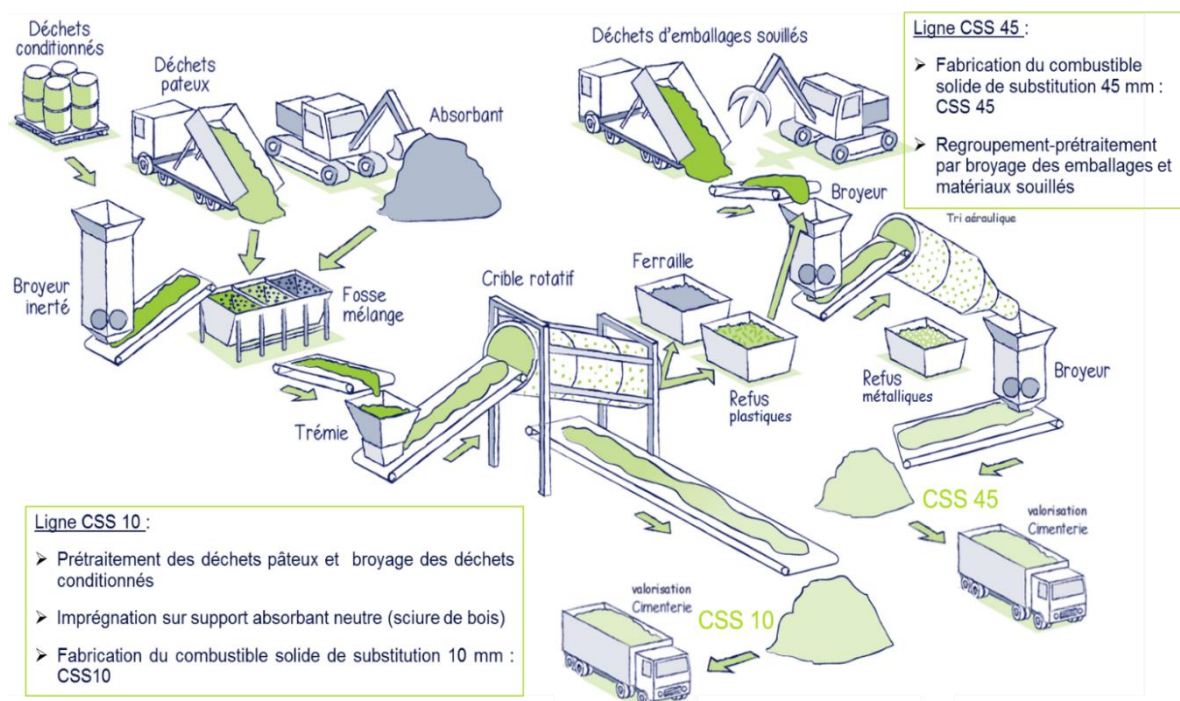 Déchets
conditionnés
Déchets
pateux
Absorbant
Déchets d'emballages souillés
Ligne CSS 45 :
➢ Fabrication du combustible
solide de substitution 45 mm :
CSS 45
➢ Regroupement-prétraitement
par broyage des emballages et
matériaux souillés
Broyeur
Tri aéraulique
Broyeur
inerté
Fosse
mélange
Crible rotatif
Ferraille
Refus
plastiques
Refus
métalliques
Broyeur
Trémie
CSS 45
valorisation
Cimenterie
Ligne CSS 10 :
➢ Prétraitement des déchets pâteux et broyage des déchets
conditionnés
➢ Imprégnation sur support absorbant neutre (sciure de bois)
➢ Fabrication du combustible solide de substitution 10 mm :
CSS10
valorisation
Cimenterie
CSS 10